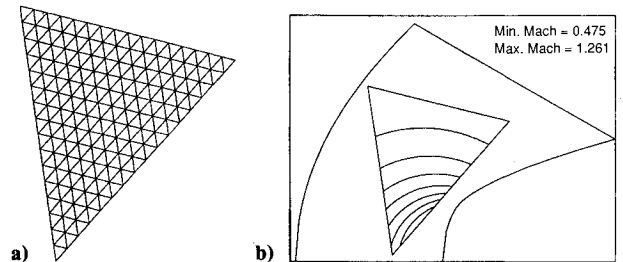 Min. Mach = 0.475
Max. Mach = 1.261
a)
b)